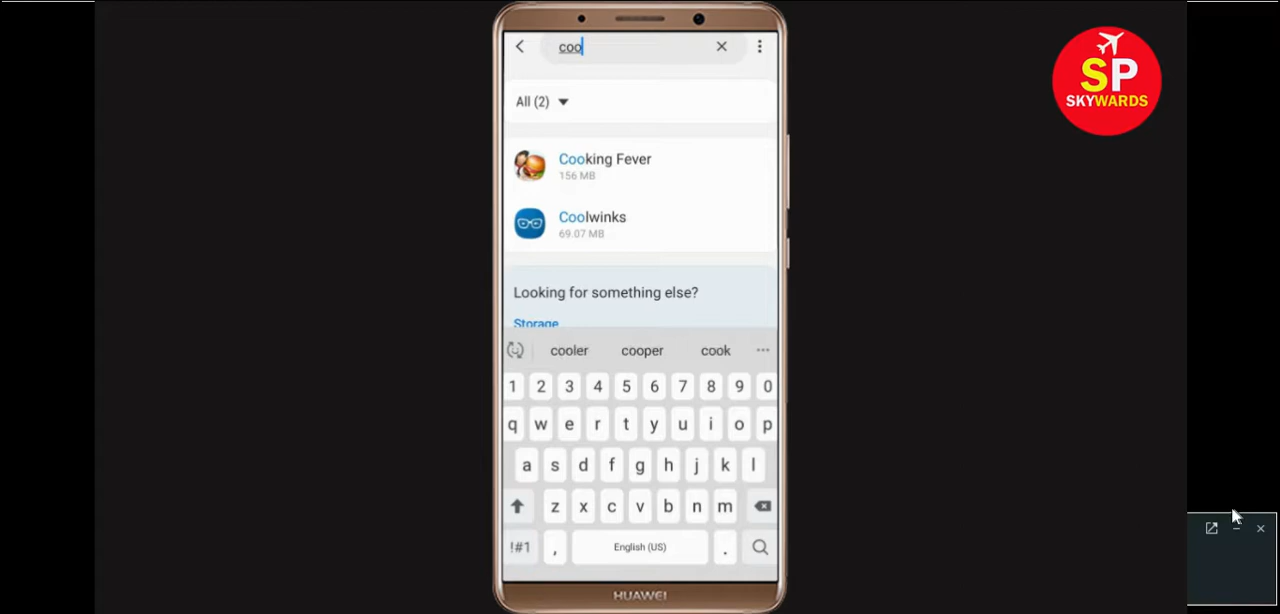 coo
SP
SKYWARDS
All (2)
Cooking Fever
156 MB
Coolwinks
69.07 MB
Looking for something else?
Storage
cooler cooper cook ...
1 2 3 4 5 6 7 8 9 0
q w e r t y u i o p
a s d f g h j k l
z x c v b n m
!#1 , English (US) .
HUAWEI